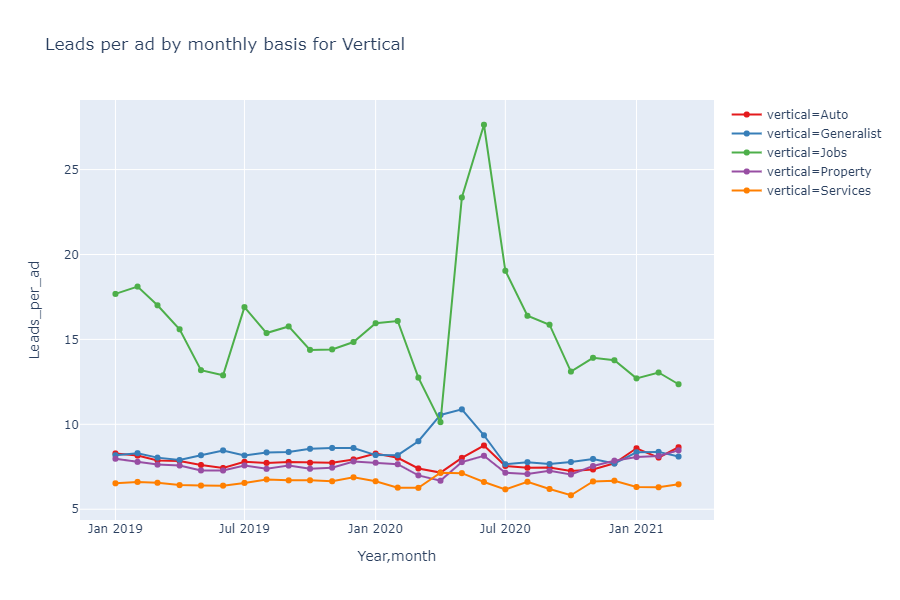 Leads per ad by monthly basis for Vertical
vertical=Auto
vertical=Generalist
vertical=Jobs
vertical=Property
vertical=Services
25
20
15
10
5
Leads_per_ad
Jan 2019
Jul 2019
Jan 2020
Jul 2020
Jan 2021
Year,month